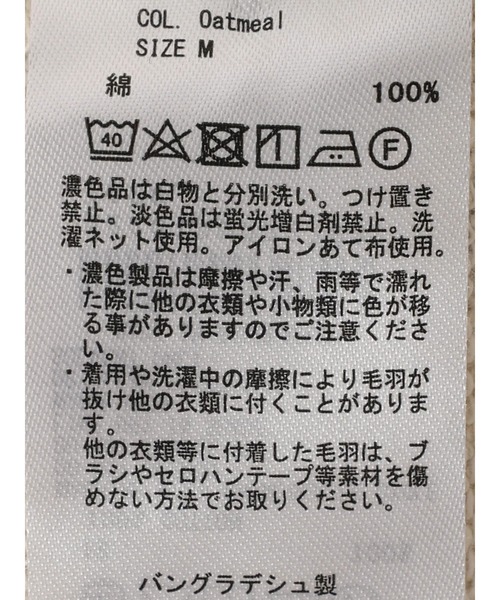 COL. Oatmeal
SIZE M
綿 100%
40
F
濃色品は白物と分別洗い。つけ置き
禁止。淡色品は蛍光増白剤禁止。洗
濯ネット使用。アイロンあて布使用。
・濃色製品は摩擦や汗、雨等で濡れ
た際に他の衣類や小物類に色が移
る事がありますのでご注意くださ
い。
・着用や洗濯中の摩擦により毛羽が
抜け他の衣類に付くことがありま
す。
他の衣類等に付着した毛羽は、ブ
ラシやセロハンテープ等素材を傷
めない方法でお取りください。
バングラデシュ製